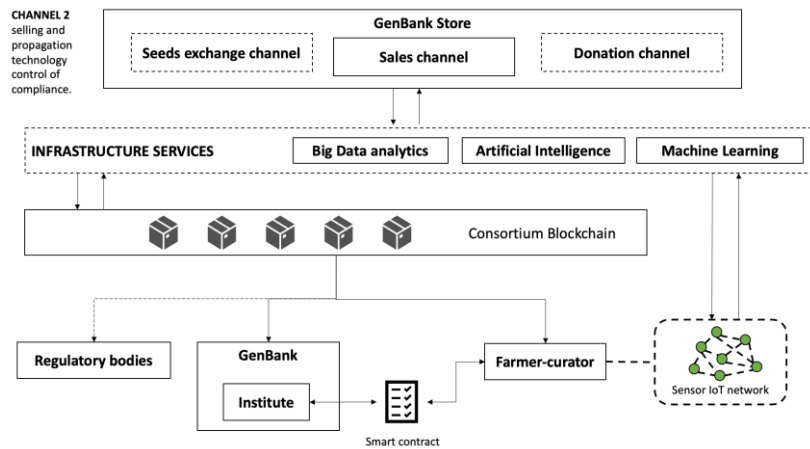 CHANNEL 2
selling and
propagation
technology
control of
compliance.
GenBank Store
Seeds exchange channel
Sales channel
Donation channel
INFRASTRUCTURE SERVICES
Big Data analytics
Artificial Intelligence
Machine Learning
Consortium Blockchain
Regulatory bodies
GenBank
Institute
Smart contract
Farmer-curator
Sensor IoT network